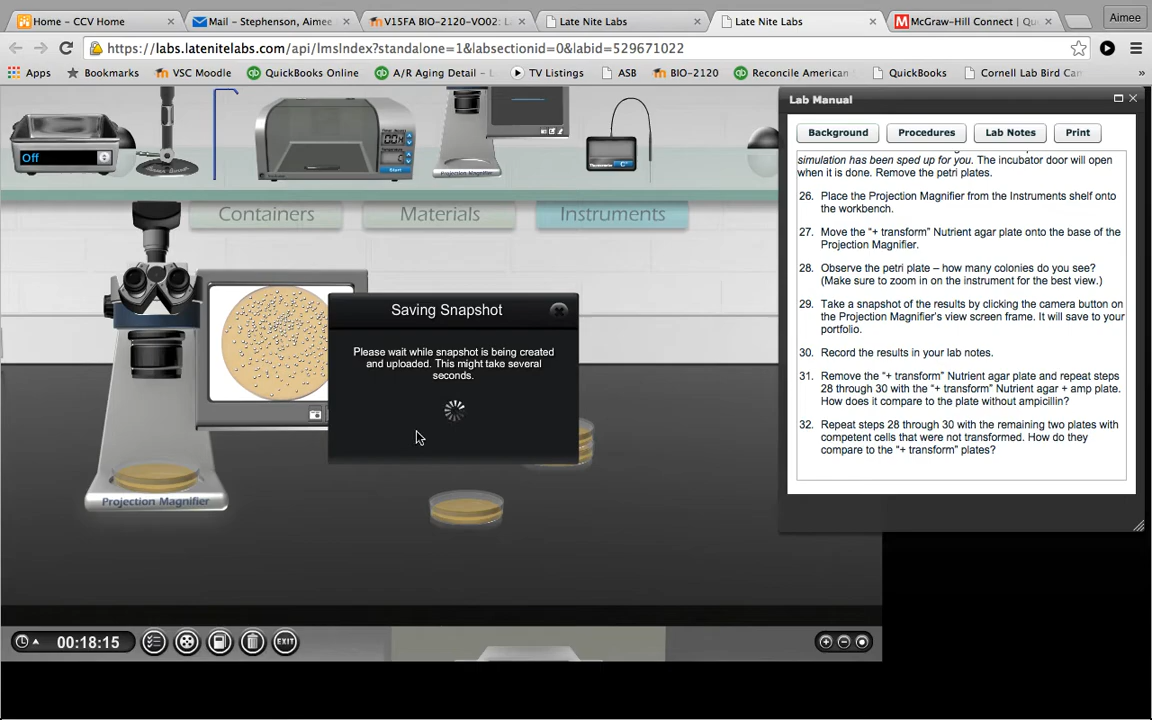 Home – CCV Home
Mail – Stephenson, Aimee
V15FA BIO-2120-VO02:
Late Nite Labs
Late Nite Labs
McGraw-Hill Connect | Qu
Aimee
https://labs.latenitelabs.com/api/lmsIndex?standalone=1&labsectionid=0&labid=529671022
Apps
Bookmarks
VSC Moodle
QuickBooks Online
A/R Aging Detail –
TV Listings
ASB
BIO-2120
Reconcile American
QuickBooks
Cornell Lab Bird Can
»
Lab Manual
Background
Procedures
Lab Notes
Print
simulation has been sped up for you. The incubator door will open
when it is done. Remove the petri plates.
26. Place the Projection Magnifier from the Instruments shelf onto
the workbench.
27. Move the "+ transform" Nutrient agar plate onto the base of the
Projection Magnifier.
28. Observe the petri plate – how many colonies do you see?
(Make sure to zoom in on the instrument for the best view.)
29. Take a snapshot of the results by clicking the camera button on
the Projection Magnifier's view screen frame. It will save to your
portfolio.
30. Record the results in your lab notes.
31. Remove the "+ transform" Nutrient agar plate and repeat steps
28 through 30 with the "+ transform" Nutrient agar + amp plate.
How does it compare to the plate without ampicillin?
32. Repeat steps 28 through 30 with the remaining two plates with
competent cells that were not transformed. How do they
compare to the "+ transform" plates?
Off
Start
Projection Magnifier
C°
Containers
Materials
Instruments
Saving Snapshot
Please wait while snapshot is being created
and uploaded. This might take several
seconds.
Projection Magnifier
00:18:15
EXIT